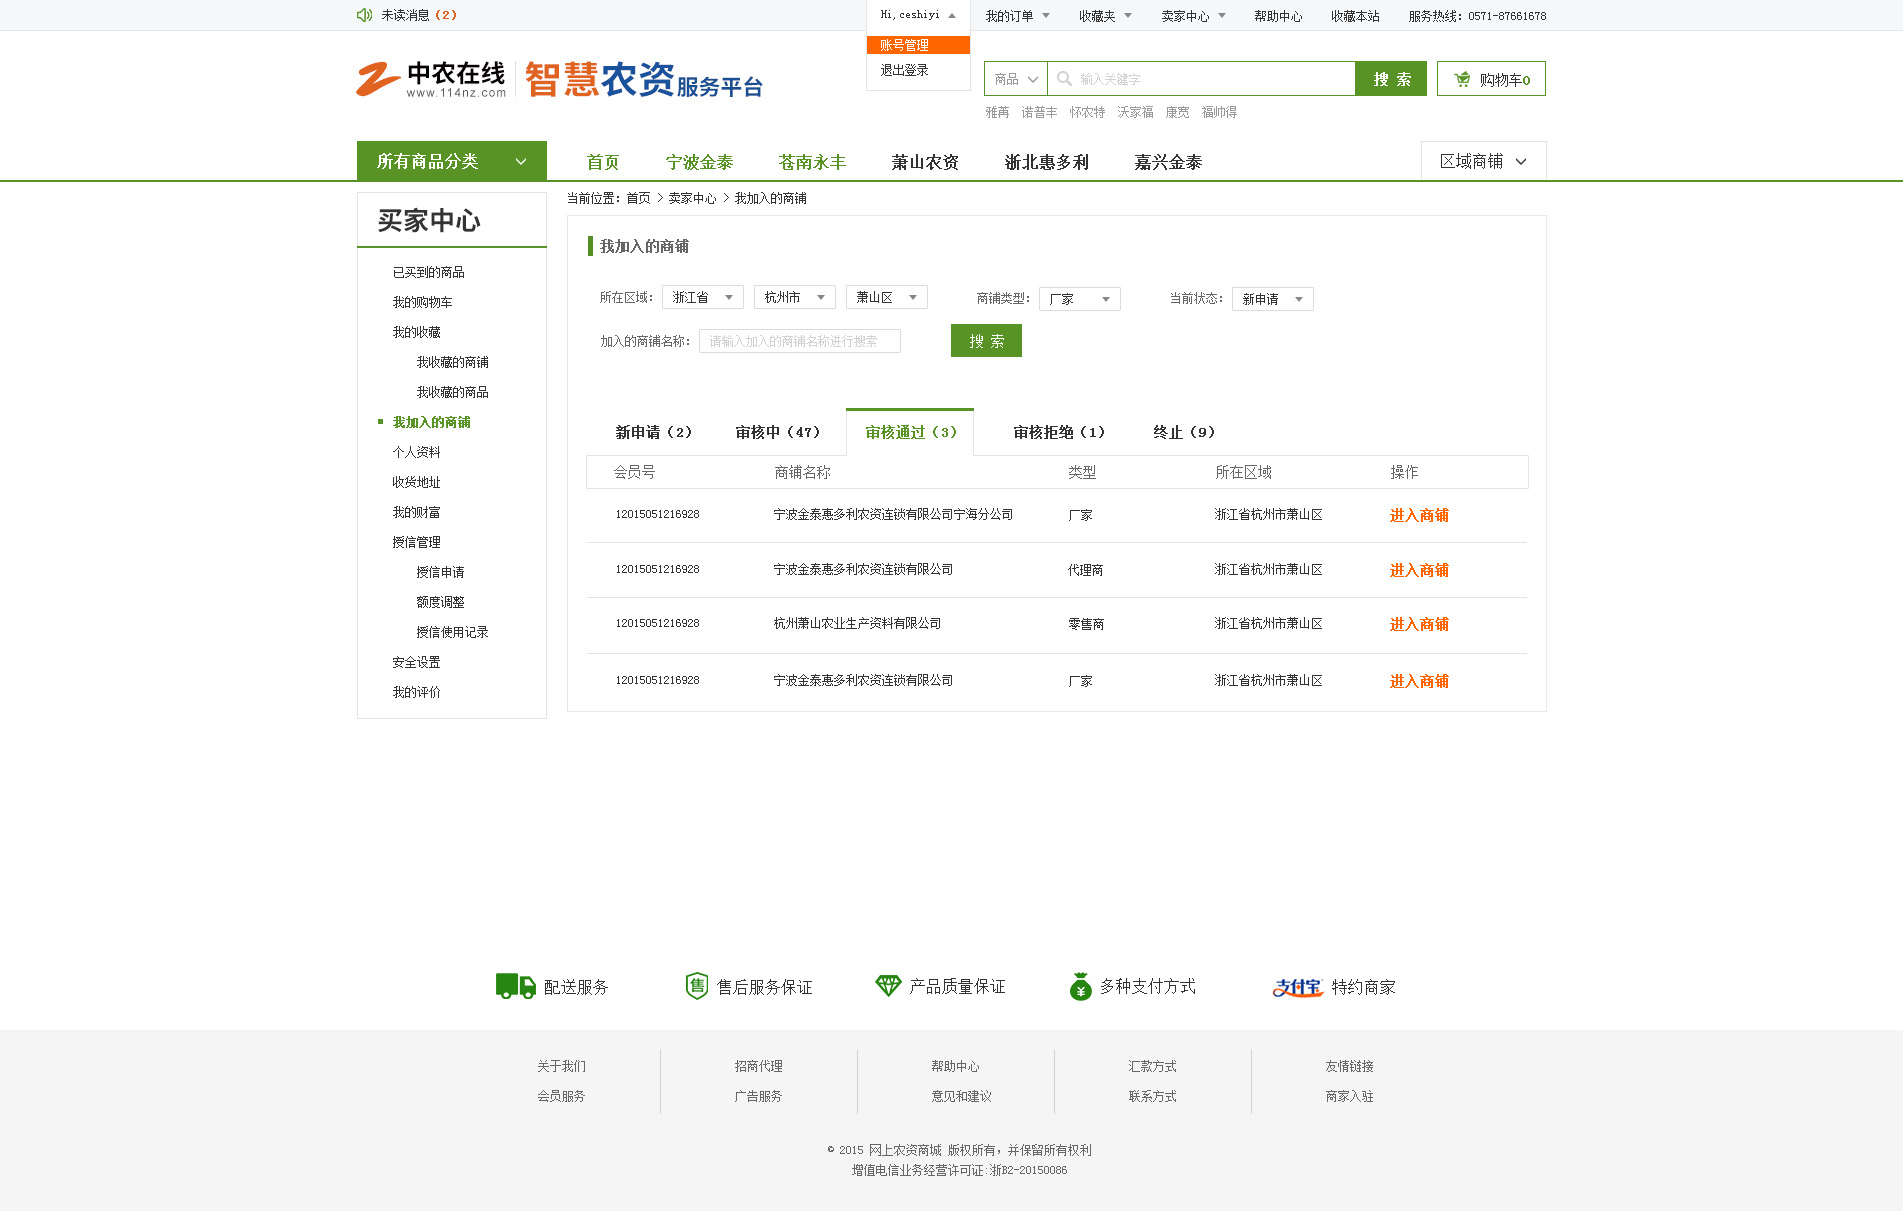 未读消息（2） Hi,ceshiyi 我的订单 收藏夹 卖家中心 帮助中心 收藏本站 服务热线：0571-87661678
账号管理
退出登录
中农在线 www.114nz.com 智慧农资服务平台
商品 输入关键字 搜 索 购物车0
雅苒 诺普丰 怀农特 沃家福 康宽 福帅得
所有商品分类 首页 宁波金泰 苍南永丰 萧山农资 浙北惠多利 嘉兴金泰 区域商铺
当前位置：首页 > 卖家中心 > 我加入的商铺
买家中心
已买到的商品
我的购物车
我的收藏
我收藏的商铺
我收藏的商品
我加入的商铺
个人资料
收货地址
我的财富
授信管理
授信申请
额度调整
授信使用记录
安全设置
我的评价
我加入的商铺
所在区域： 浙江省 杭州市 萧山区 商铺类型： 厂家 当前状态： 新申请
加入的商铺名称： 请输入加入的商铺名称进行搜索 搜 索
新申请（2） 审核中（47） 审核通过（3） 审核拒绝（1） 终止（9）
会员号 商铺名称 类型 所在区域 操作
12015051216928 宁波金泰惠多利农资连锁有限公司宁海分公司 厂家 浙江省杭州市萧山区 进入商铺
12015051216928 宁波金泰惠多利农资连锁有限公司 代理商 浙江省杭州市萧山区 进入商铺
12015051216928 杭州萧山农业生产资料有限公司 零售商 浙江省杭州市萧山区 进入商铺
12015051216928 宁波金泰惠多利农资连锁有限公司 厂家 浙江省杭州市萧山区 进入商铺
配送服务 售 售后服务保证 产品质量保证 ¥ 多种支付方式 支付宝 特约商家
关于我们 招商代理 帮助中心 汇款方式 友情链接
会员服务 广告服务 意见和建议 联系方式 商家入驻
© 2015 网上农资商城 版权所有，并保留所有权利
增值电信业务经营许可证:浙B2-20150086